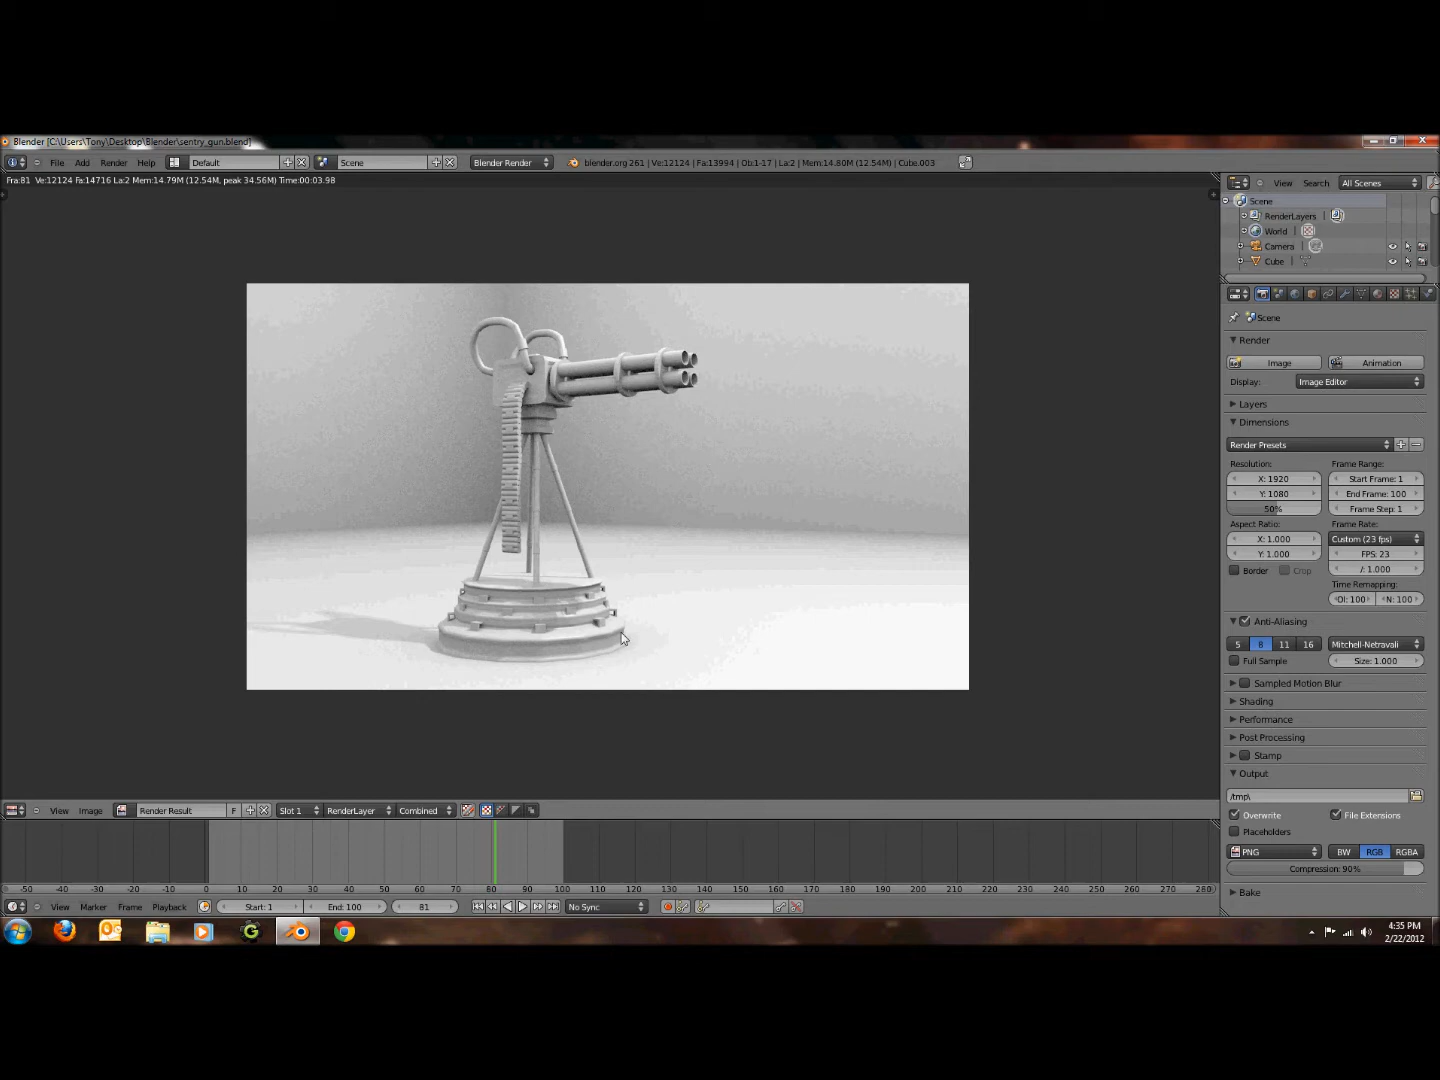 Blender [C:\Users\Tony\Desktop\Blender\sentry_gun.blend]
File Add Render Help Default Scene Blender Render blender.org 261 | Ve:12124 | Fa:13994 | Ob:1-17 | La:2 | Mem:14.80M (12.54M) | Cube.003
Fra:81 Ve:12124 Fa:14716 La:2 Mem:14.79M (12.54M, peak 34.56M) Time:00:03.98
View Search All Scenes
Scene
RenderLayers
World
Camera
Cube
Scene
Render
Image Animation
Display: Image Editor
Layers
Dimensions
Render Presets
Resolution: Frame Range:
X: 1920 Start Frame: 1
Y: 1080 End Frame: 100
50% Frame Step: 1
Aspect Ratio: Frame Rate:
X: 1.000 Custom (23 fps)
Y: 1.000 FPS: 23
Border Crop /: 1.000
Time Remapping:
Ol: 100 N: 100
Anti-Aliasing
5 8 11 16 Mitchell-Netravali
Full Sample Size: 1.000
Sampled Motion Blur
Shading
Performance
Post Processing
Stamp
Output
/tmp\
Overwrite File Extensions
Placeholders
PNG BW RGB RGBA
Compression: 90%
Bake
View Image Render Result F Slot 1 RenderLayer Combined
-50 -40 -30 -20 -10 0 10 20 30 40 50 60 70 80 90 100 110 120 130 140 150 160 170 180 190 200 210 220 230 240 250 260 270 280
View Marker Frame Playback Start: 1 End: 100 81 No Sync
4:35 PM
2/22/2012